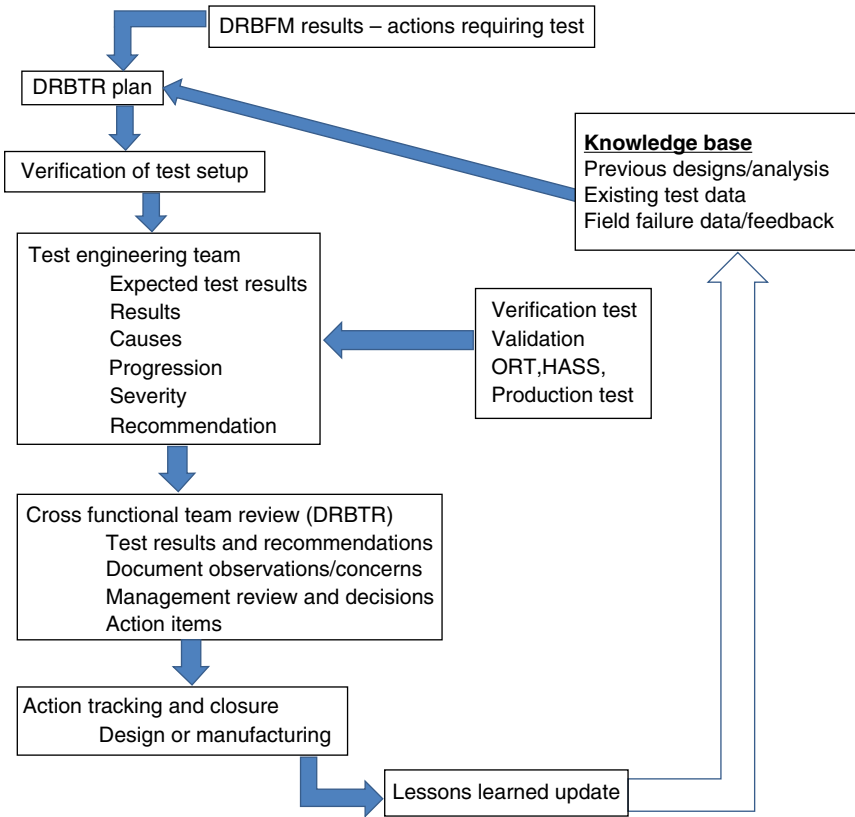 DRBFM results – actions requiring test
DRBTR plan
Knowledge base
Previous designs/analysis
Existing test data
Field failure data/feedback
Verification of test setup
Test engineering team
Expected test results
Results
Causes
Progression
Severity
Recommendation
Verification test
Validation
ORT,HASS,
Production test
Cross functional team review (DRBTR)
Test results and recommendations
Document observations/concerns
Management review and decisions
Action items
Action tracking and closure
Design or manufacturing
Lessons learned update